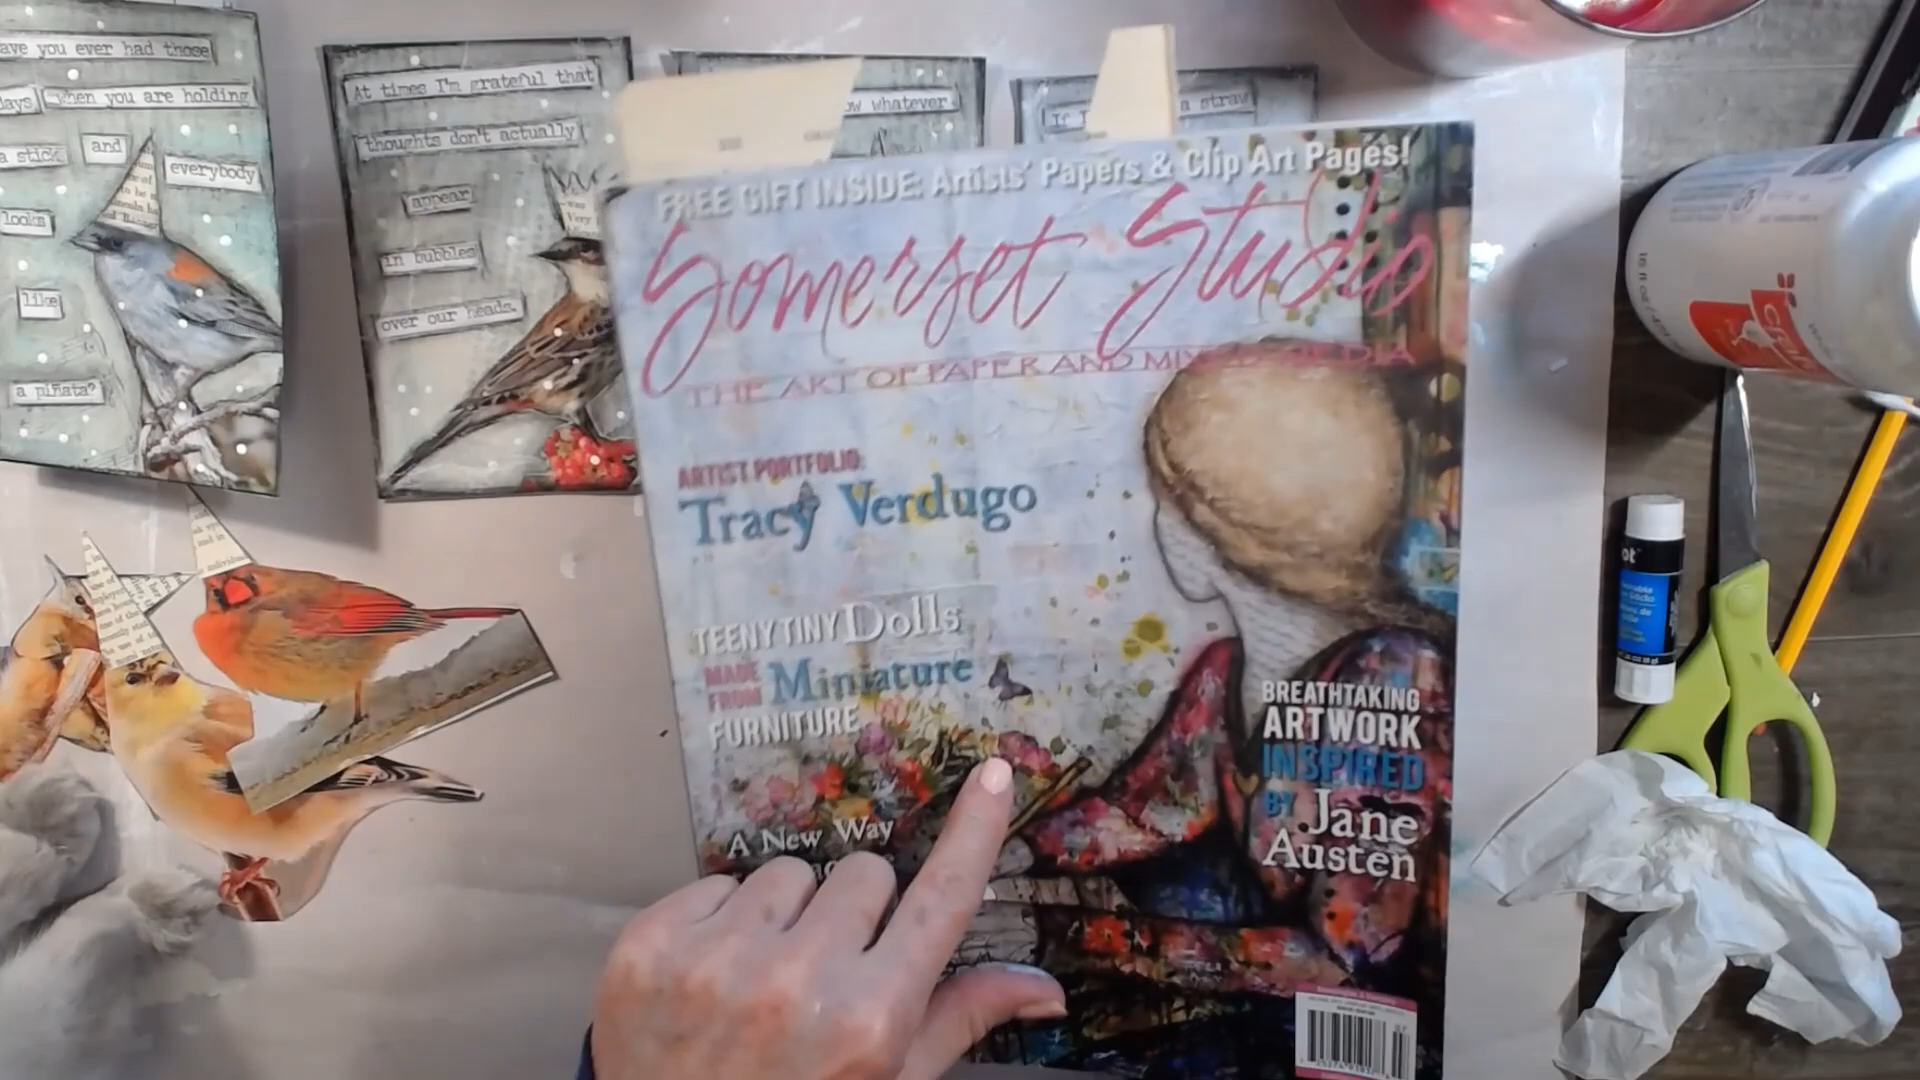 ave you ever had those
days when you are holding
a stick and everybody
looks
like
a piñata?
At times I'm grateful that
thoughts don't actually
appear
in bubbles
over our heads.
ow whatever
If I
a straw
FREE GIFT INSIDE: Artists' Papers & Clip Art Pages!
Somerset Studio
THE ART OF PAPER AND MIXED MEDIA
ARTIST PORTFOLIO:
Tracy Verdugo
TEENY TINY Dolls
MADE FROM Miniature
FURNITURE
A New Way
BREATHTAKING
ARTWORK
INSPIRED
BY Jane
Austen